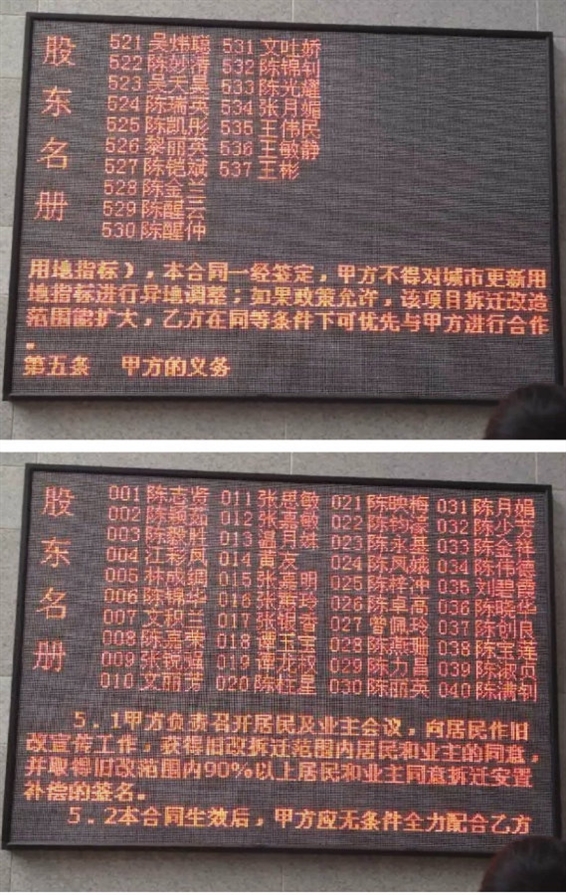 股东名册
521 吴炜聪 531 文吐娇
522 陈妙清 532 陈锦钊
523 吴天昊 533 陈光耀
524 陈瑞英 534 张月媚
525 陈凯彤 535 王伟民
526 黎丽英 536 王敏静
527 陈铠斌 537 王彬
528 陈金兰
529 陈醒云
530 陈醒仲
用地指标），本合同一经签定，甲方不得对城市更新用
地指标进行异地调整；如果政策允许，该项目拆迁改造
范围能扩大，乙方在同等条件下可优先与甲方进行合作
。
第五条 甲方的义务
股东名册
001 陈志贤 011 张思敏 021 陈映梅 031 陈月娟
002 陈颖茹 012 张嘉敏 022 陈钧濠 032 陈少芳
003 陈毅胜 013 温月妹 023 陈永基 033 陈金祥
004 江彩凤 014 黄友 024 陈凤娥 034 陈伟德
005 林成绸 015 张嘉明 025 陈梓冲 035 刘碧霞
006 陈锦华 016 张燕玲 026 陈卓高 036 陈晓华
007 文积兰 017 张银香 027 曾佩玲 037 陈创良
008 陈嘉荣 018 谭玉宝 028 陈燕珊 038 陈宝莲
009 张锐强 019 谭龙权 029 陈力昌 039 陈淑贞
010 文丽芳 020 陈柱星 030 陈丽英 040 陈满钊
5.1甲方负责召开居民及业主会议，向居民作旧
改宣传工作，获得旧改拆迁范围内居民和业主的同意，
并取得旧改范围内90%以上居民和业主同意拆迁安置
补偿的签名。
5.2本合同生效后，甲方应无条件全力配合乙方